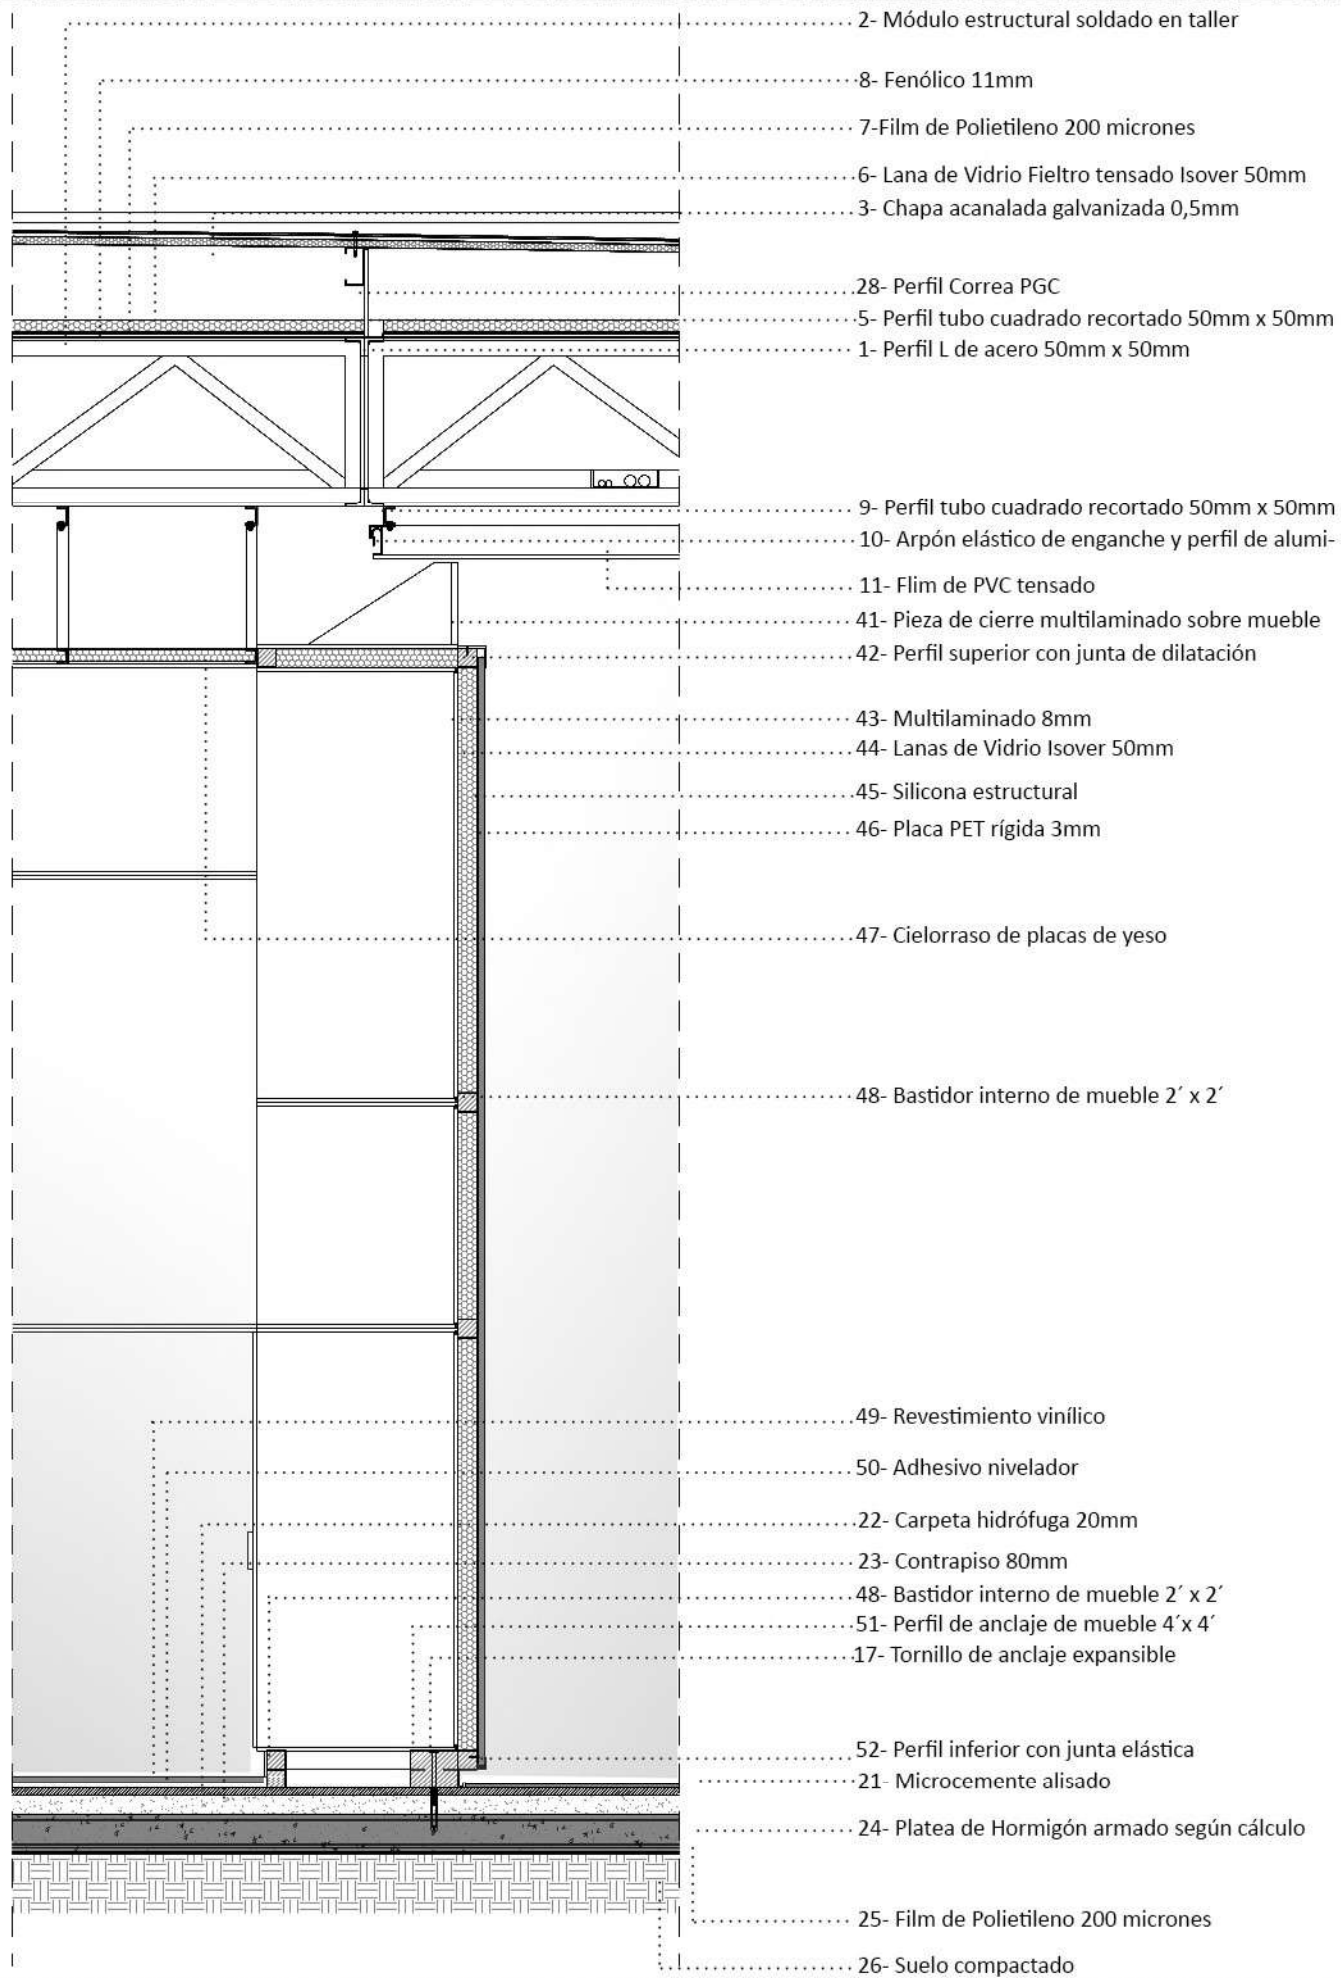 2- Módulo estructural soldado en taller
8- Fenólico 11mm
7-Film de Polietileno 200 micrones
6- Lana de Vidrio Fieltro tensado Isover 50mm
3- Chapa acanalada galvanizada 0,5mm
28- Perfil Correa PGC
5- Perfil tubo cuadrado recortado 50mm x 50mm
1- Perfil L de acero 50mm x 50mm
9- Perfil tubo cuadrado recortado 50mm x 50mm
10- Arpón elástico de enganche y perfil de alumi-
11- Flim de PVC tensado
41- Pieza de cierre multilaminado sobre mueble
42- Perfil superior con junta de dilatación
43- Multilaminado 8mm
44- Lanas de Vidrio Isover 50mm
45- Silicona estructural
46- Placa PET rígida 3mm
47- Cielorraso de placas de yeso
48- Bastidor interno de mueble 2´ x 2´
49- Revestimiento vinílico
50- Adhesivo nivelador
22- Carpeta hidrófuga 20mm
23- Contrapiso 80mm
48- Bastidor interno de mueble 2´ x 2´
51- Perfil de anclaje de mueble 4´x 4´
17- Tornillo de anclaje expansible
52- Perfil inferior con junta elástica
21- Microcemente alisado
24- Platea de Hormigón armado según cálculo
25- Film de Polietileno 200 micrones
26- Suelo compactado